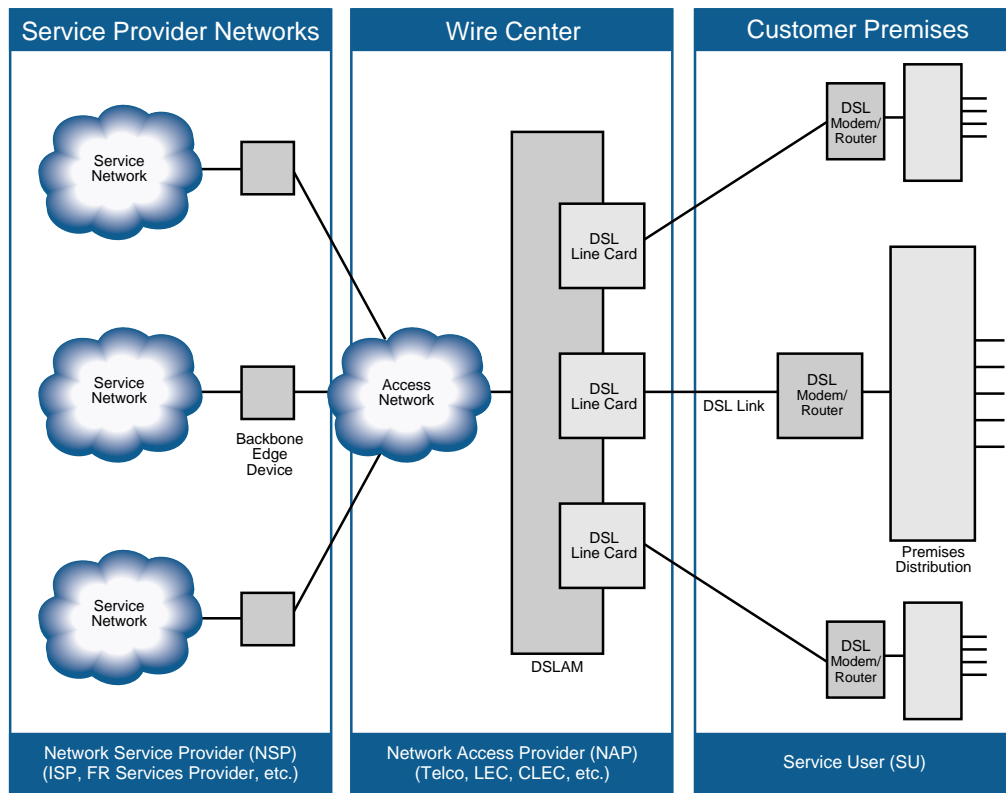 Service Provider Networks
Wire Center
Customer Premises
Service
Network
Service
Network
Backbone
Edge
Device
Service
Network
Access
Network
DSL
Line Card
DSL
Line Card
DSL
Line Card
DSLAM
DSL
Modem/
Router
DSL Link
DSL
Modem/
Router
Premises
Distribution
DSL
Modem/
Router
Network Service Provider (NSP)
(ISP, FR Services Provider, etc.)
Network Access Provider (NAP)
(Telco, LEC, CLEC, etc.)
Service User (SU)